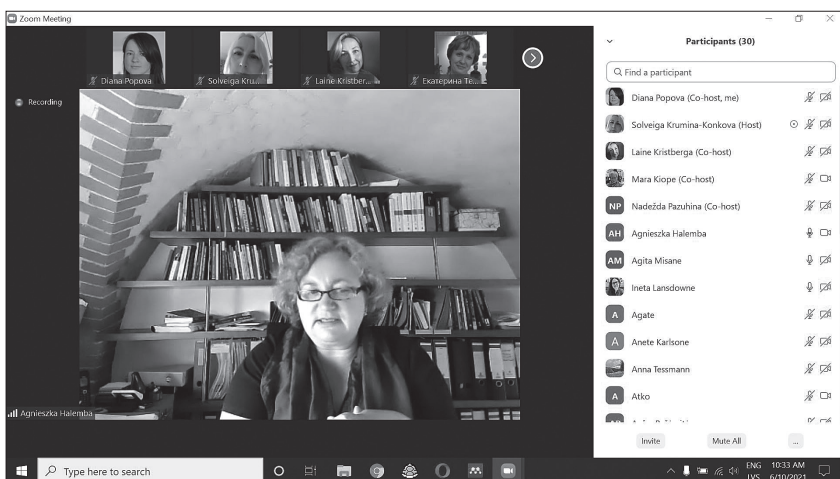 Zoom Meeting
Diana Popova
Solveiga Kru...
Laine Kristber...
Екатерина Те...
Recording
Agnieszka Halemba
Participants (30)
Find a participant
Diana Popova (Co-host, me)
Solveiga Krumina-Konkova (Host)
Laine Kristberga (Co-host)
Mara Kiope (Co-host)
NP Nadežda Pazuhina (Co-host)
AH Agnieszka Halemba
AM Agita Misane
Ineta Lansdowne
A Agate
A Anete Karlsone
Anna Tessmann
A Atko
Invite Mute All ...
Type here to search
ENG 10:33 AM
LVS 6/10/2021